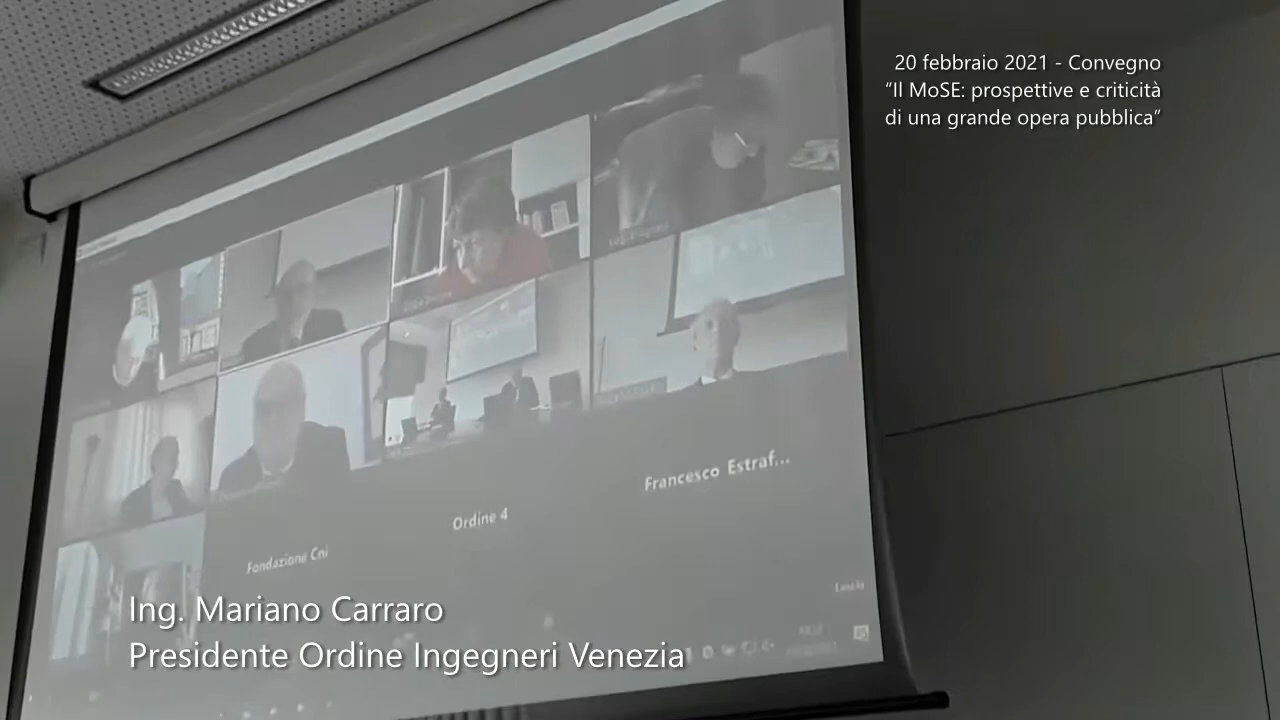 20 febbraio 2021 - Convegno
“Il MoSE: prospettive e criticità
di una grande opera pubblica”
Francesco Estraf...
Ordine 4
Fondazione Cni
Ing. Mariano Carraro
Presidente Ordine Ingegneri Venezia